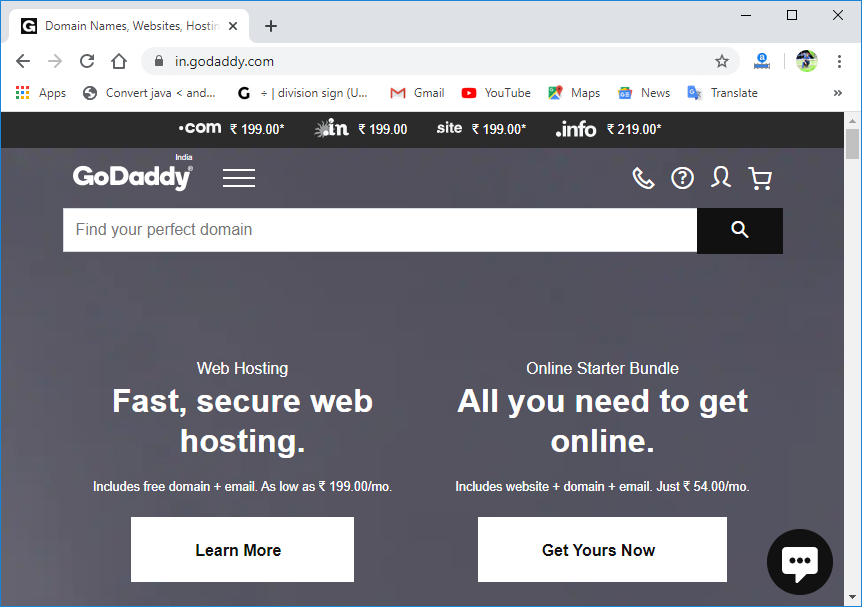 Domain Names, Websites, Hostin
in.godaddy.com
Apps Convert java < and... ÷ | division sign (U... Gmail YouTube Maps News Translate »
.com ₹ 199.00* .in ₹ 199.00 site ₹ 199.00* .info ₹ 219.00*
India
GoDaddy®
Find your perfect domain
Web Hosting
Fast, secure web
hosting.
Includes free domain + email. As low as ₹ 199.00/mo.
Learn More
Online Starter Bundle
All you need to get
online.
Includes website + domain + email. Just ₹ 54.00/mo.
Get Yours Now